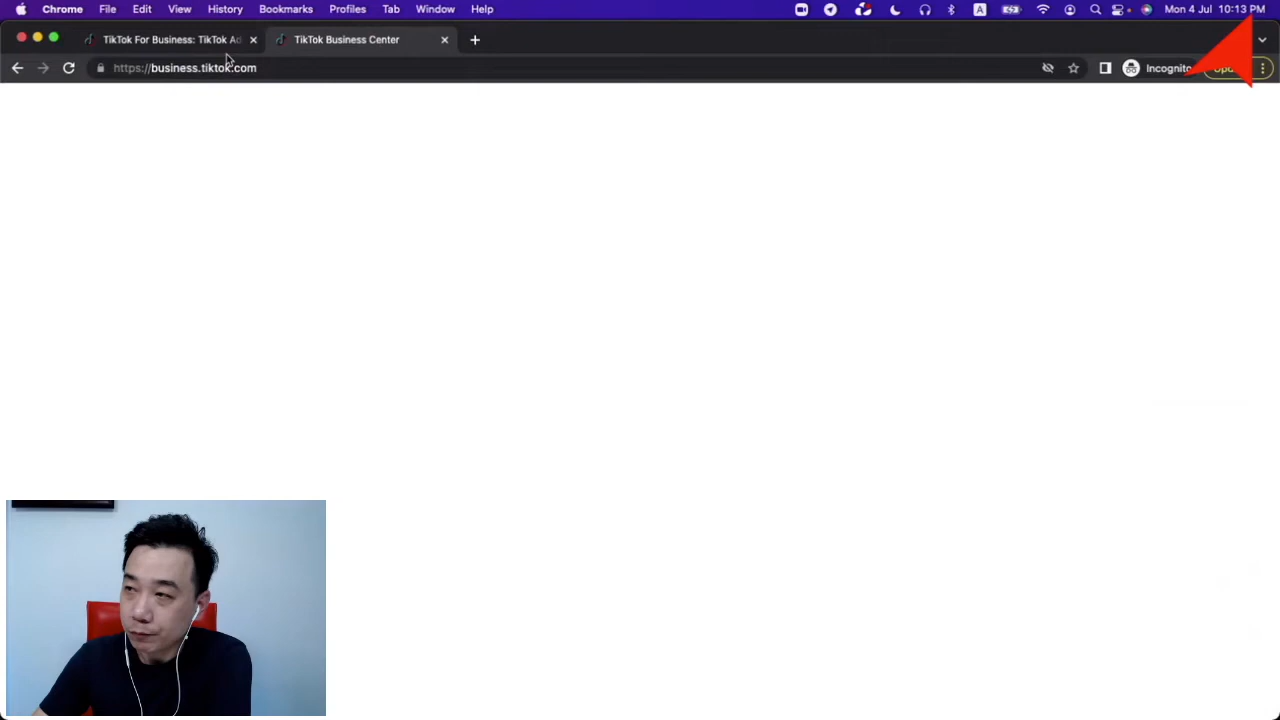 Chrome File Edit View History Bookmarks Profiles Tab Window Help A Mon 4 Jul 10:13 PM
TikTok For Business: TikTok Ad TikTok Business Center
https://business.tiktok.com Incognito